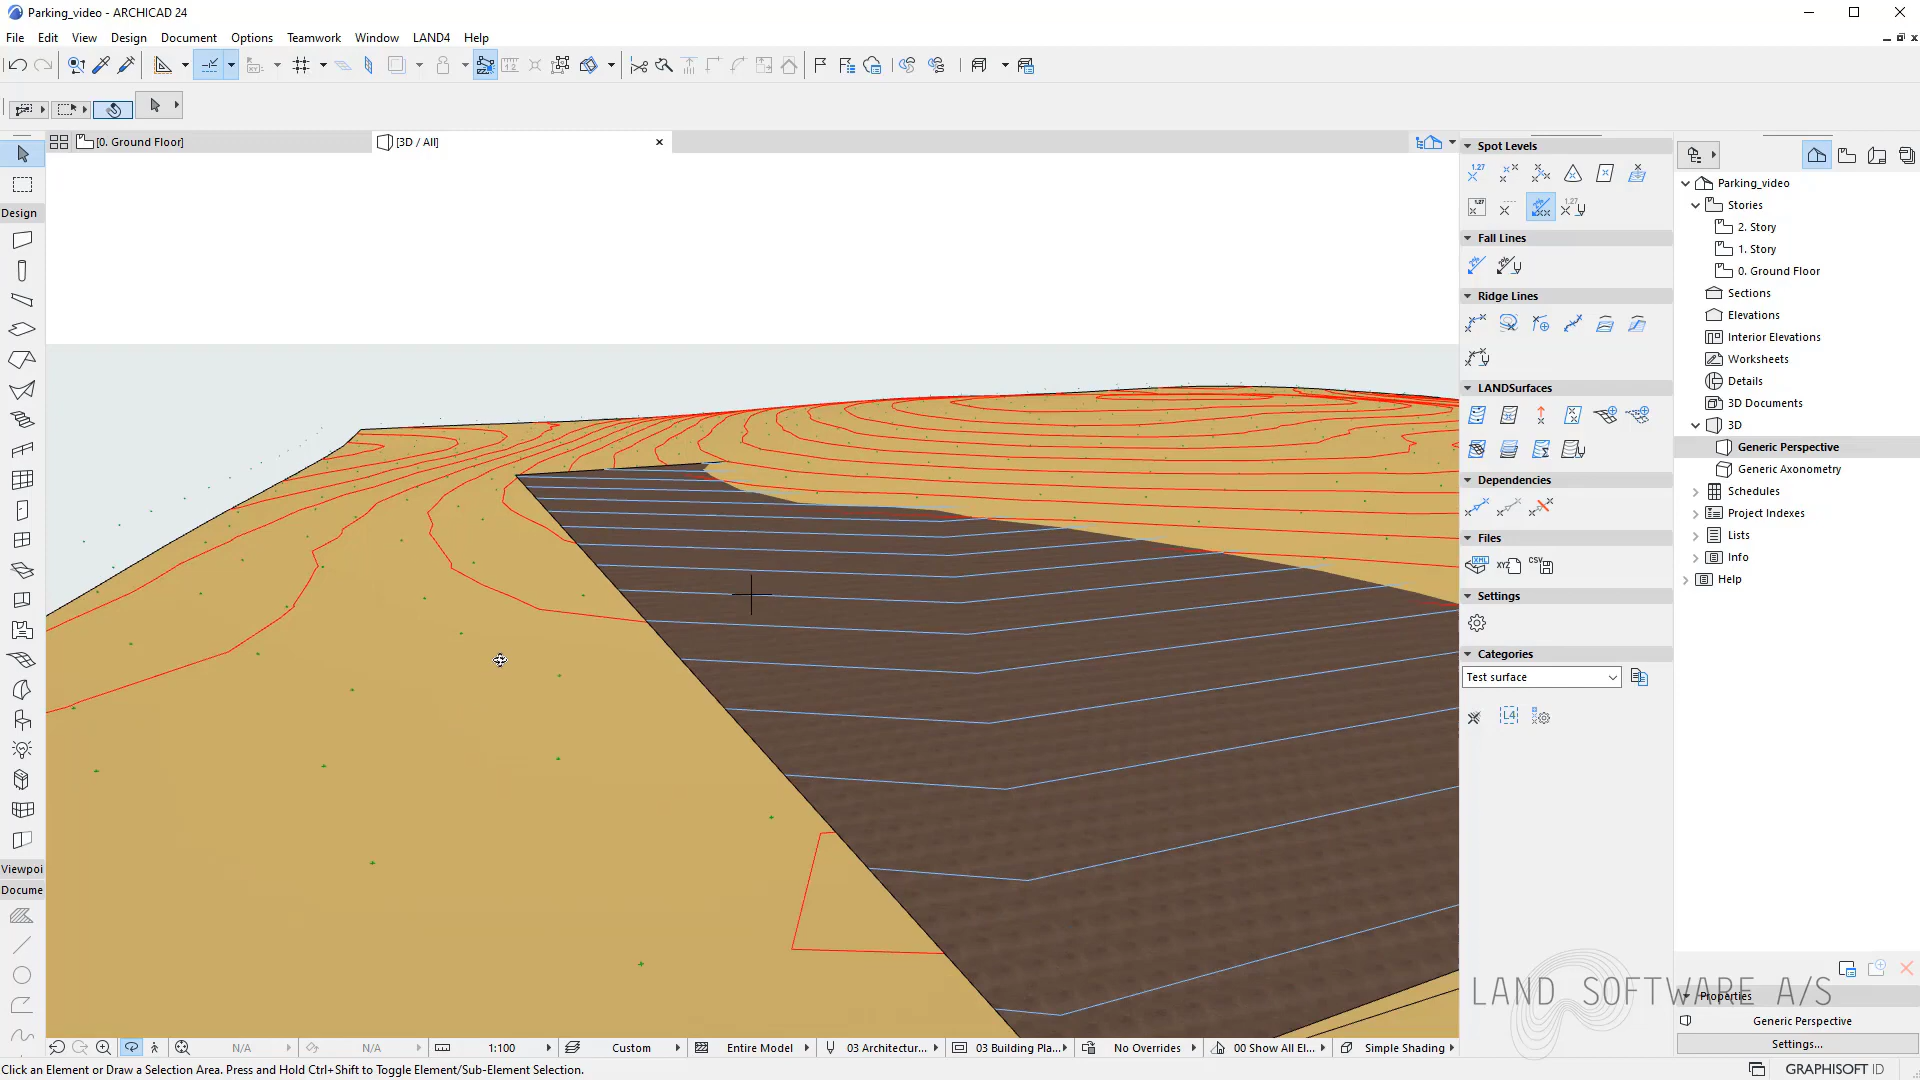 Parking_video - ARCHICAD 24
File Edit View Design Document Options Teamwork Window LAND4 Help
[0. Ground Floor]
[3D / All]
Design
Viewpoi
Docume
Spot Levels
Fall Lines
Ridge Lines
LANDSurfaces
Dependencies
Files
Settings
Categories
Test surface
Parking_video
Stories
2. Story
1. Story
0. Ground Floor
Sections
Elevations
Interior Elevations
Worksheets
Details
3D Documents
3D
Generic Perspective
Generic Axonometry
Schedules
Project Indexes
Lists
Info
Help
LAND SOFTWARE A/S
Properties
Generic Perspective
Settings...
N/A N/A 1:100 Custom Entire Model 03 Architectur... 03 Building Pla... No Overrides 00 Show All El... Simple Shading
Click an Element or Draw a Selection Area. Press and Hold Ctrl+Shift to Toggle Element/Sub-Element Selection.
GRAPHISOFT ID